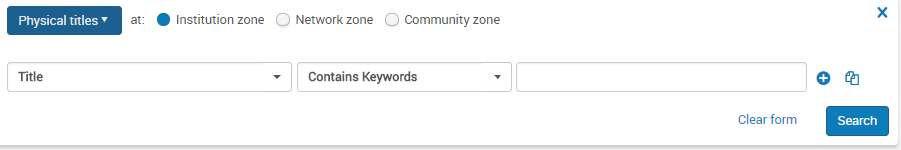 Physical titles at: Institution zone Network zone Community zone
Title Contains Keywords
Clear form Search